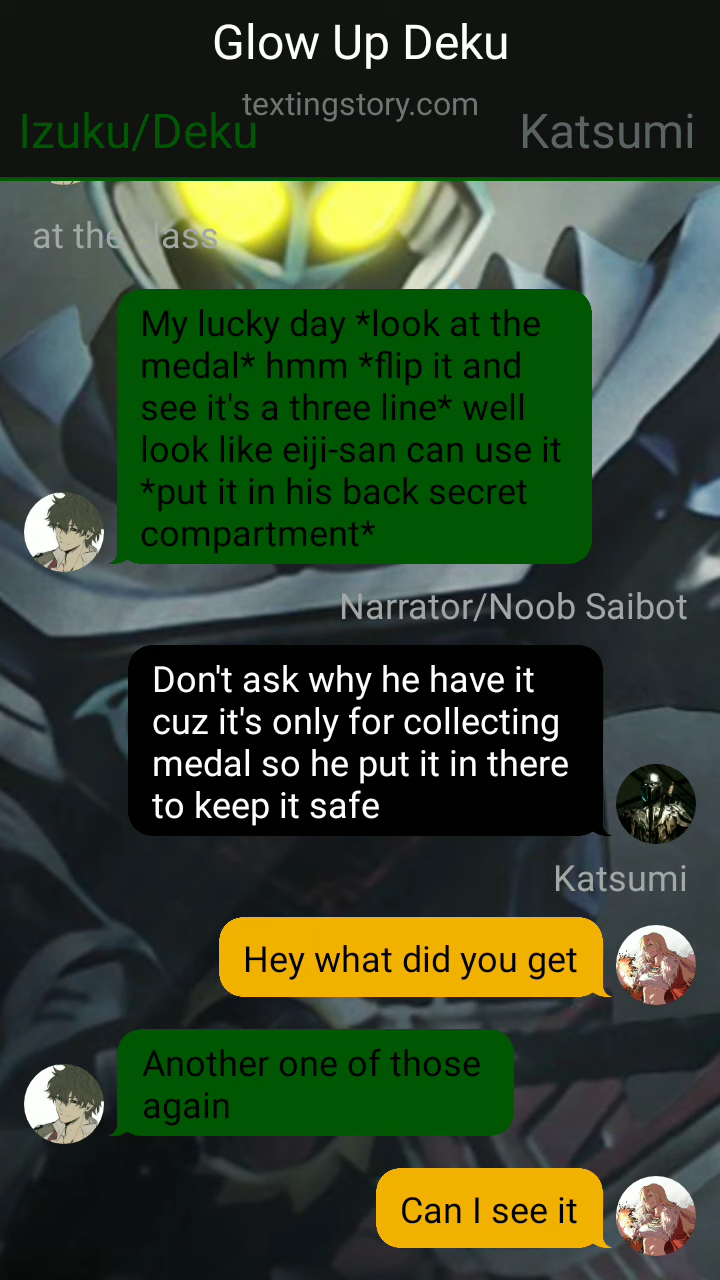 Glow Up Deku
textingstory.com
Izuku/Deku
Katsumi
at the class
My lucky day *look at the
medal* hmm *flip it and
see it's a three line* well
look like eiji-san can use it
*put it in his back secret
compartment*
Narrator/Noob Saibot
Don't ask why he have it
cuz it's only for collecting
medal so he put it in there
to keep it safe
Katsumi
Hey what did you get
Another one of those
again
Can I see it